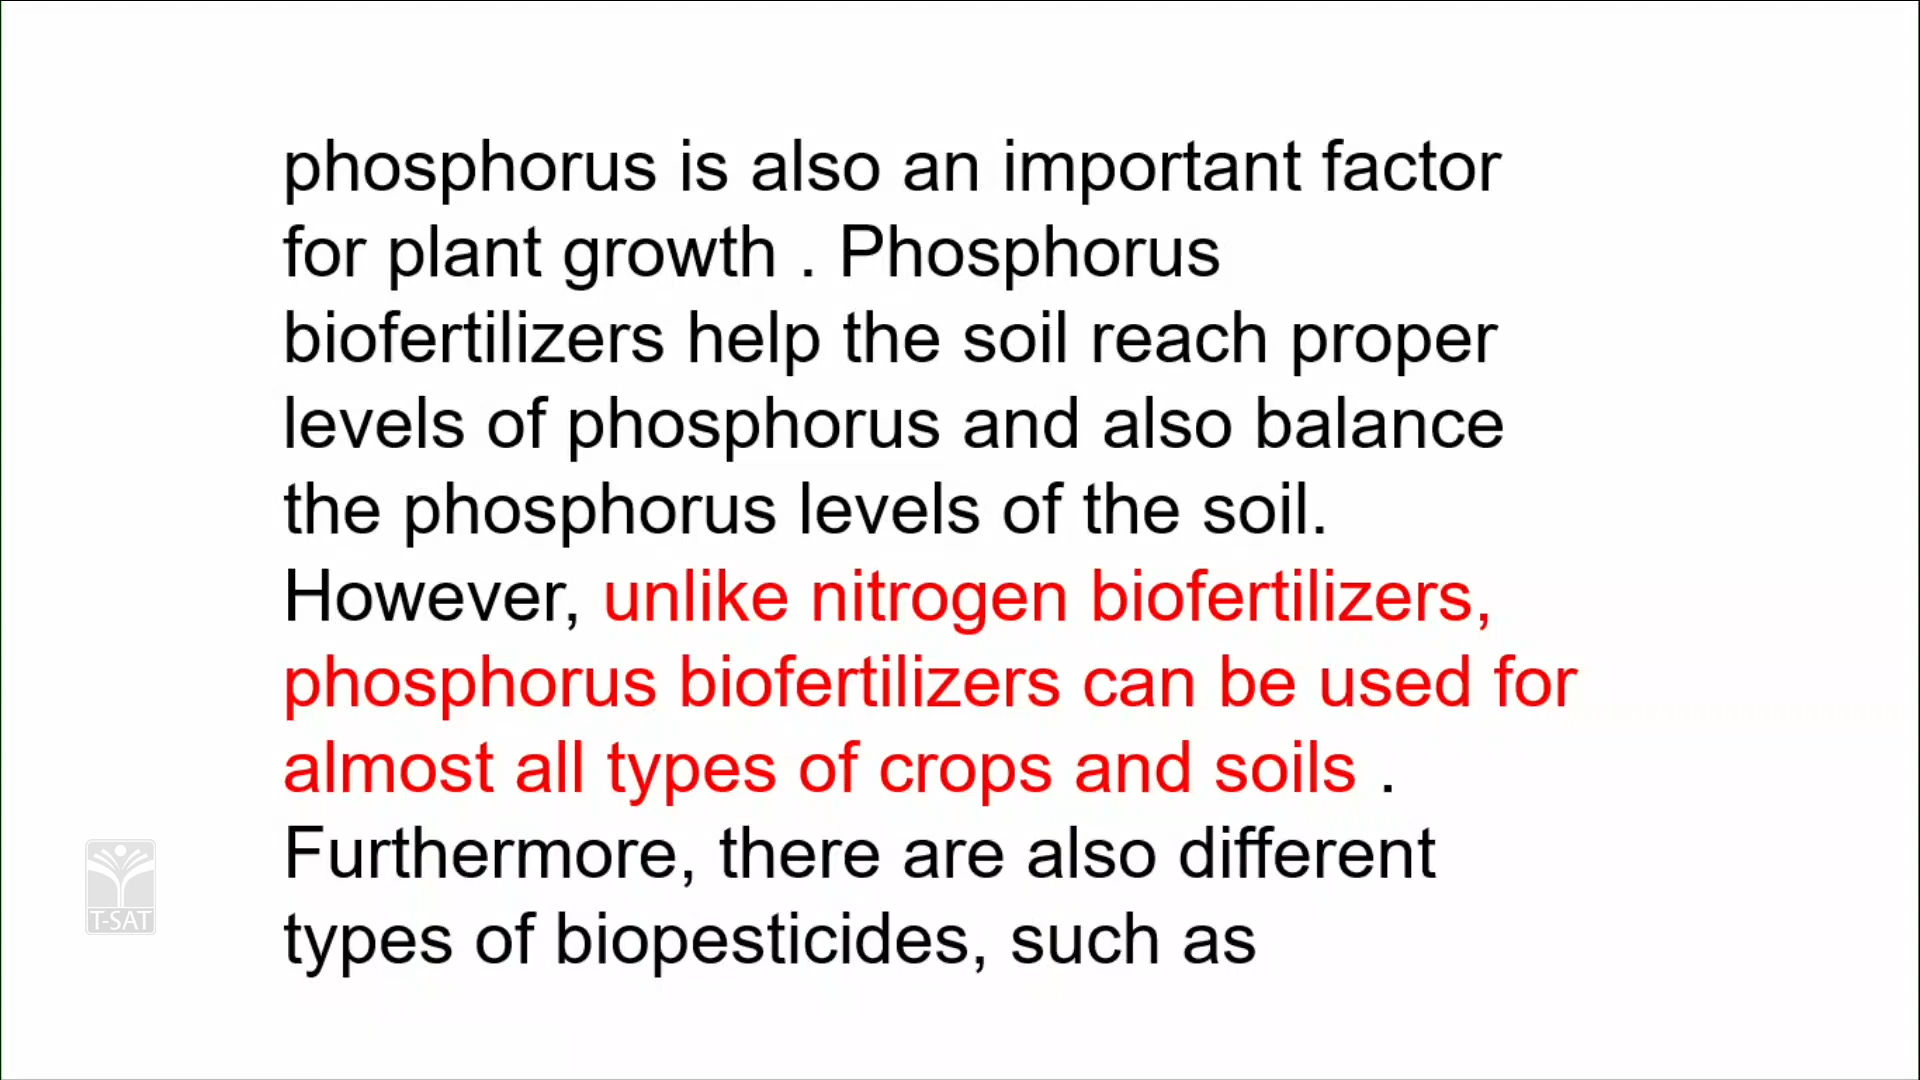 phosphorus is also an important factor
for plant growth . Phosphorus
biofertilizers help the soil reach proper
levels of phosphorus and also balance
the phosphorus levels of the soil.
However, unlike nitrogen biofertilizers,
phosphorus biofertilizers can be used for
almost all types of crops and soils .
Furthermore, there are also different
types of biopesticides, such as
T-SAT